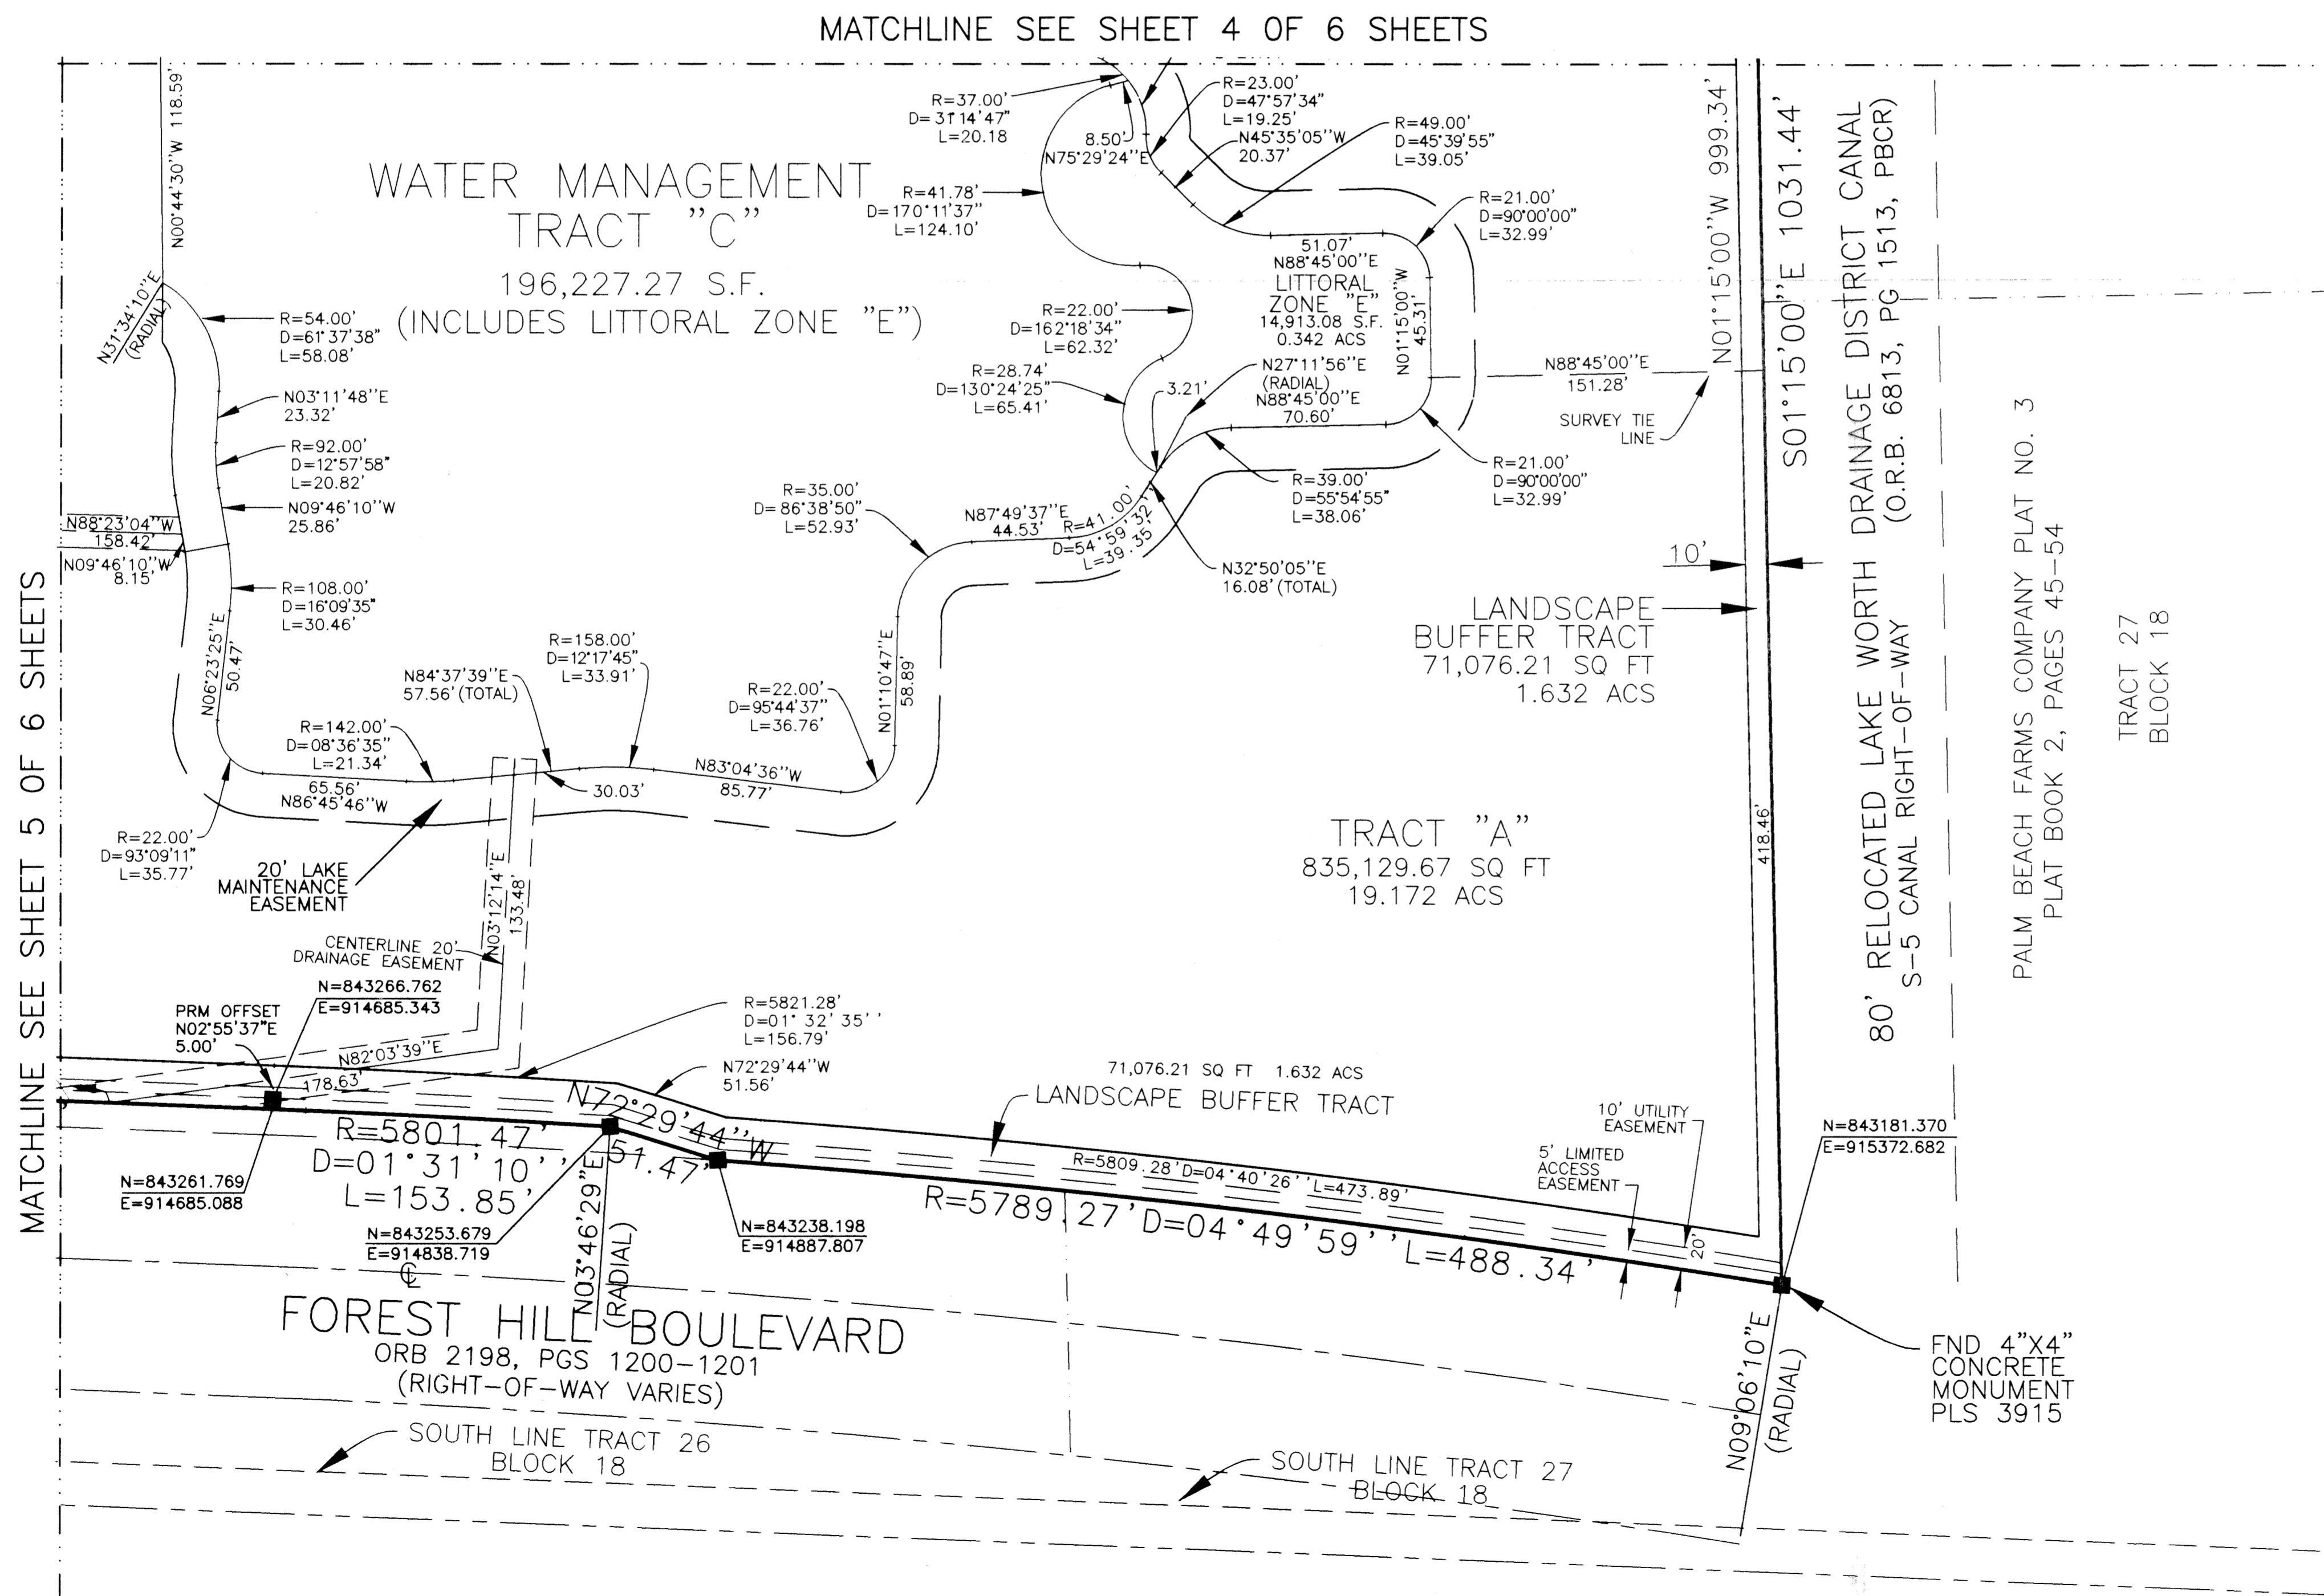 MATCHLINE SEE SHEET 4 OF 6 SHEETS
MATCHLINE SEE SHEET 5 OF 6 SHEETS
N00°44'30"W 118.59'
WATER MANAGEMENT
TRACT "C"
196,227.27 S.F.
(INCLUDES LITTORAL ZONE "E")
R=37.00'
D=31°14'47"
L=20.18
8.50'
N75°29'24"E
R=23.00'
D=47°57'34"
L=19.25'
N45°35'05"W
20.37'
R=49.00'
D=45°39'55"
L=39.05'
R=41.78'
D=170°11'37"
L=124.10'
R=21.00'
D=90°00'00"
L=32.99'
51.07'
N88°45'00"E
LITTORAL
ZONE "E"
14,913.08 S.F.
0.342 ACS
N01°15'00"W
45.31'
R=22.00'
D=162°18'34"
L=62.32'
R=28.74'
D=130°24'25"
L=65.41'
3.21'
N27°11'56"E
(RADIAL)
N88°45'00"E
70.60'
N88°45'00"E
151.28'
SURVEY TIE
LINE
R=21.00'
D=90°00'00"
L=32.99'
R=39.00'
D=55°54'55"
L=38.06'
N32°50'05"E
16.08'(TOTAL)
R=41.00'
D=54°59'32"
L=39.35'
N87°49'37"E
44.53'
R=35.00'
D=86°38'50"
L=52.93'
N31°34'10"E
(RADIAL)
R=54.00'
D=61°37'38"
L=58.08'
N03°11'48"E
23.32'
R=92.00'
D=12°57'58"
L=20.82'
N09°46'10"W
25.86'
N88°23'04"W
158.42'
N09°46'10"W
8.15'
R=108.00'
D=16°09'35"
L=30.46'
N06°23'25"E
50.47'
R=158.00'
D=12°17'45"
L=33.91'
N84°37'39"E
57.56'(TOTAL)
R=22.00'
D=95°44'37"
L=36.76'
N01°10'47"E
58.89'
R=142.00'
D=08°36'35"
L=21.34'
65.56'
N86°45'46"W
30.03'
N83°04'36"W
85.77'
R=22.00'
D=93°09'11"
L=35.77'
20' LAKE
MAINTENANCE
EASEMENT
N03°12'14"E
133.48'
CENTERLINE 20'
DRAINAGE EASEMENT
N=843266.762
E=914685.343
PRM OFFSET
N02°55'37"E
5.00'
N82°03'39"E
178.63'
R=5821.28'
D=01° 32' 35''
L=156.79'
N72°29'44''W
51.56'
N72°29'44''W
51.47'
R=5801.47'
D=01°31'10''
L=153.85'
N=843261.769
E=914685.088
N=843253.679
E=914838.719
N03°46'29"E
(RADIAL)
N=843238.198
E=914887.807
71,076.21 SQ FT 1.632 ACS
LANDSCAPE BUFFER TRACT
R=5809.28'D=04°40'26''L=473.89'
R=5789.27'D=04°49'59''L=488.34'
10' UTILITY
EASEMENT
5' LIMITED
ACCESS
EASEMENT
20'
N=843181.370
E=915372.682
TRACT "A"
835,129.67 SQ FT
19.172 ACS
LANDSCAPE
BUFFER TRACT
71,076.21 SQ FT
1.632 ACS
10'
418.46'
N01°15'00"W 999.34'
S01°15'00"E 1031.44'
80' RELOCATED LAKE WORTH DRAINAGE DISTRICT CANAL
S-5 CANAL RIGHT-OF-WAY (O.R.B. 6813, PG 1513, PBCR)
PALM BEACH FARMS COMPANY PLAT NO. 3
PLAT BOOK 2, PAGES 45-54
TRACT 27
BLOCK 18
FOREST HILL BOULEVARD
ORB 2198, PGS 1200-1201
(RIGHT-OF-WAY VARIES)
SOUTH LINE TRACT 26
BLOCK 18
SOUTH LINE TRACT 27
BLOCK 18
N09°06'10"E
(RADIAL)
FND 4"X4"
CONCRETE
MONUMENT
PLS 3915